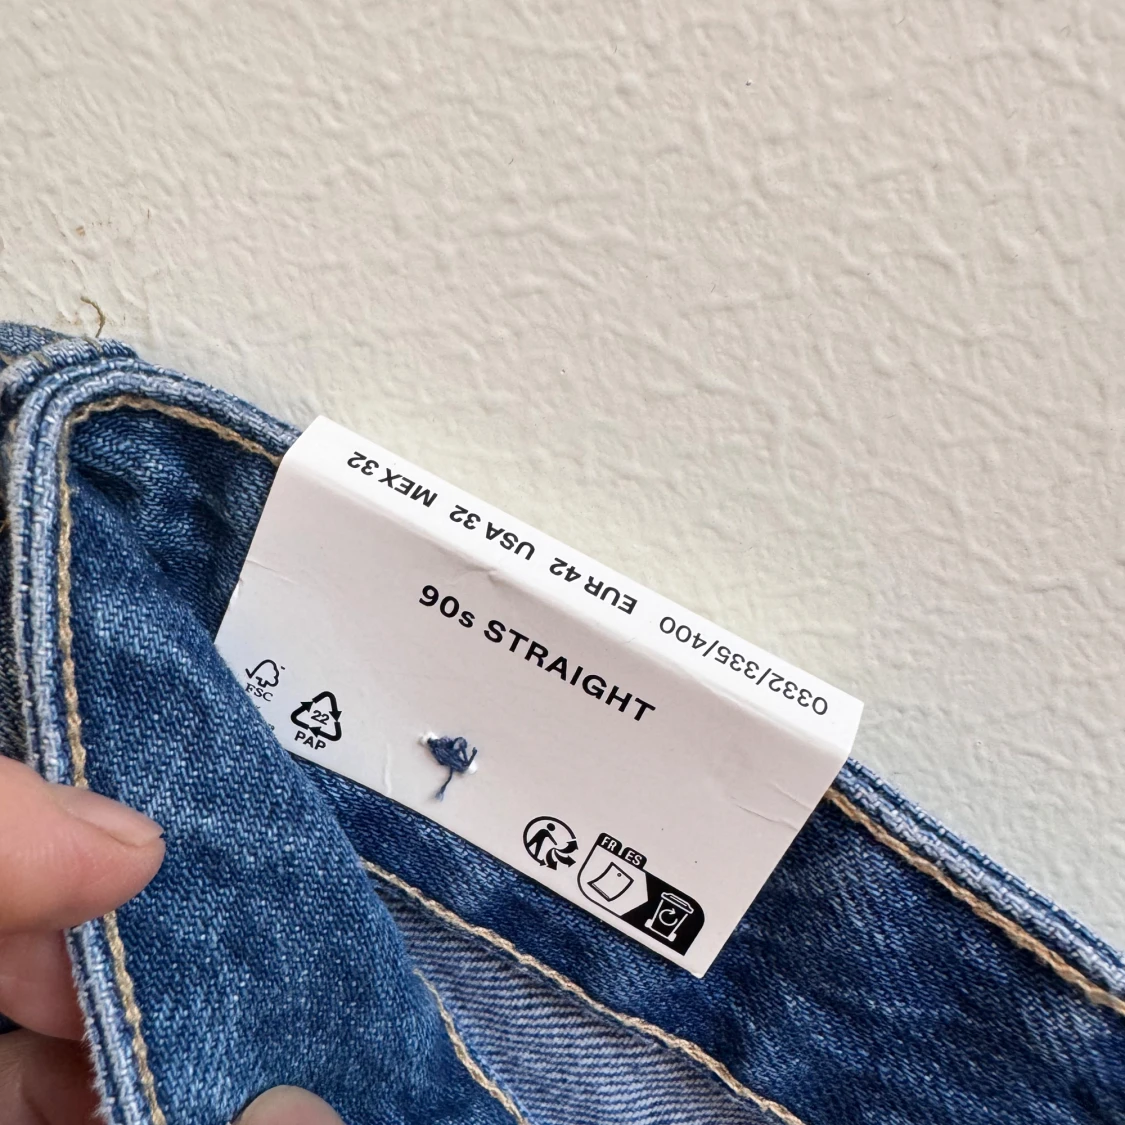 0332/335/400 EUR 42 USA 32 MEX 32
90s STRAIGHT
FSC
22
PAP
FR ES